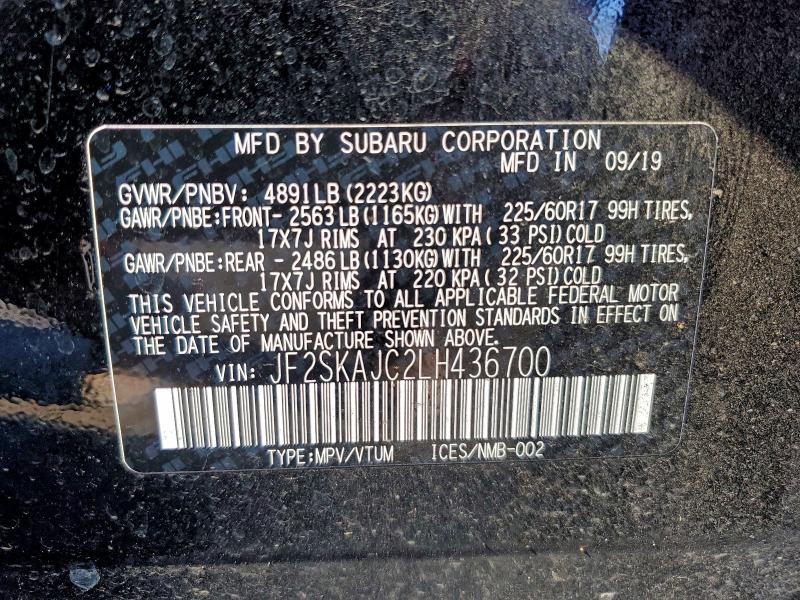 MFD BY SUBARU CORPORATION
MFD IN 09/19
GVWR/PNBV: 4891LB (2223KG)
GAWR/PNBE:FRONT- 2563 LB (1165KG) WITH 225/60R17 99H TIRES,
17X7J RIMS AT 230 KPA ( 33 PSI) COLD
GAWR/PNBE:REAR - 2486 LB (1130KG) WITH 225/60R17 99H TIRES,
17X7J RIMS AT 220 KPA ( 32 PSI) COLD
THIS VEHICLE CONFORMS TO ALL APPLICABLE FEDERAL MOTOR
VEHICLE SAFETY AND THEFT PREVENTION STANDARDS IN EFFECT ON
THE DATE OF MANUFACTURE SHOWN ABOVE.
VIN: JF2SKAJC2LH436700
TYPE:MPV/VTUM ICES/NMB-002